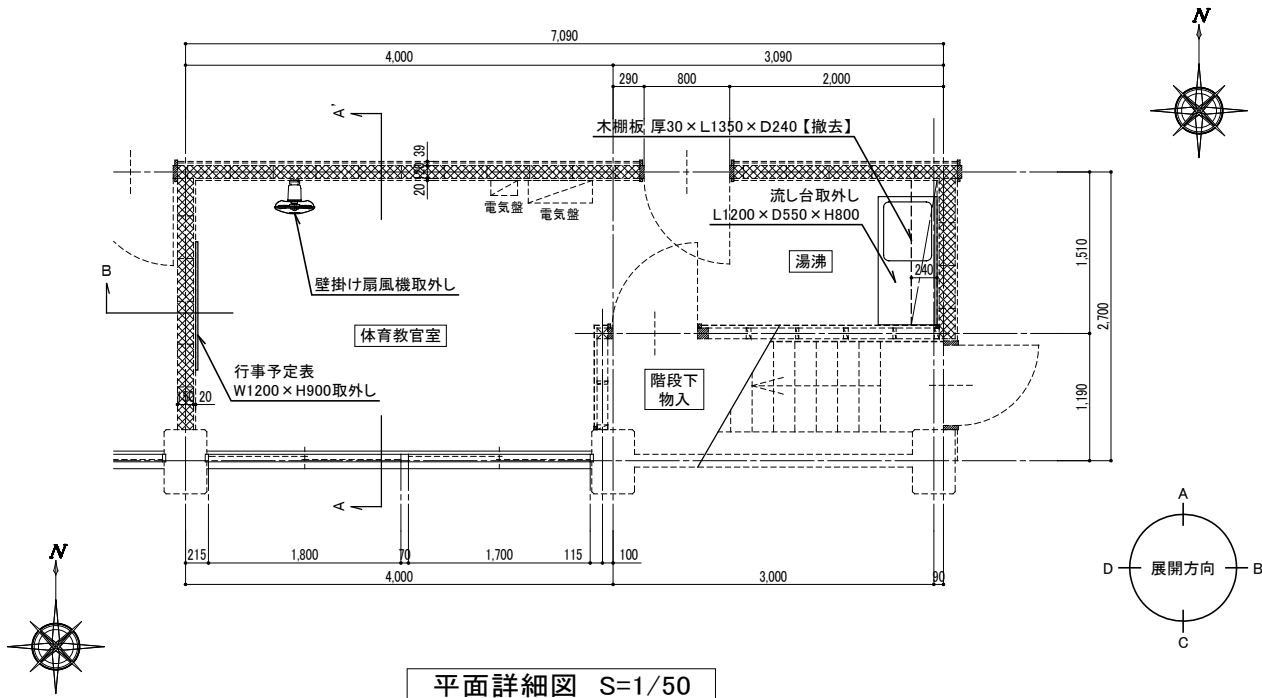 N
7,090
4,000
3,090
290
800
2,000
木棚板 厚30×L1350×D240【撤去】
A'
39
20
電気盤
電気盤
流し台取外し
L1200×D550×H800
湯沸
240
1,510
2,700
B
壁掛け扇風機取外し
体育教官室
行事予定表
W1200×H900取外し
20
階段下
物入
1,190
A
215
1,800
70
1,700
115
100
4,000
3,000
90
N
A
D
展開方向
B
C
平面詳細図 S=1/50